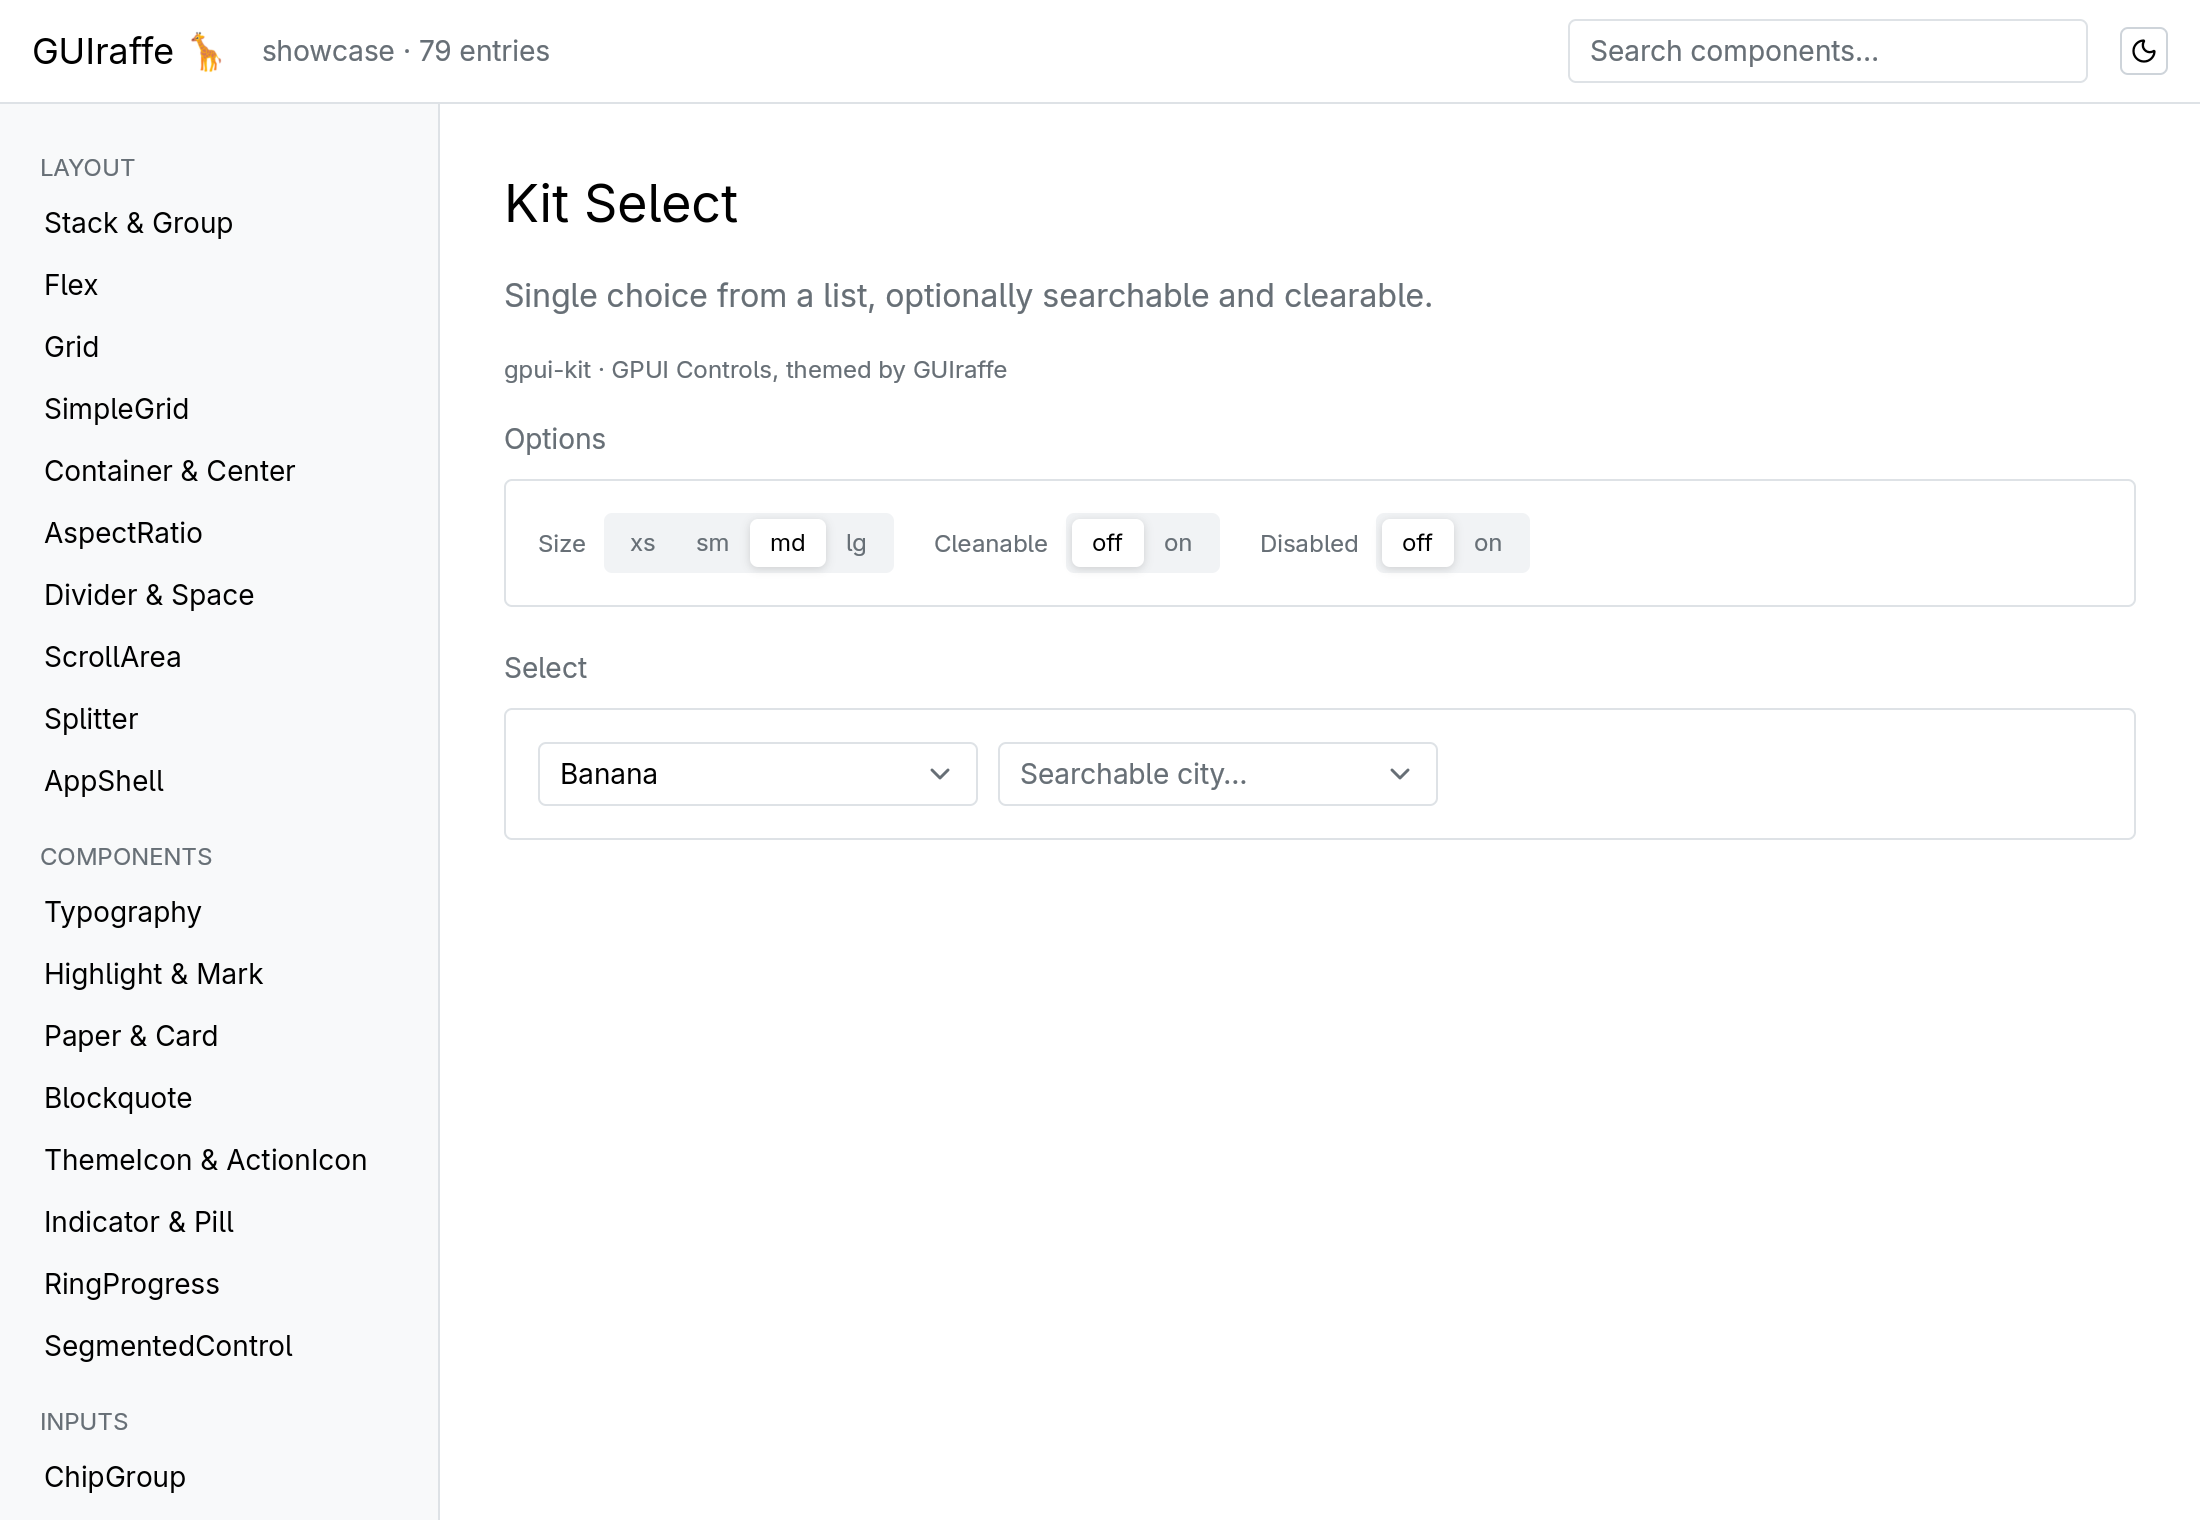 GUIraffe 🦒 showcase · 79 entries
Search components...
LAYOUT
Stack & Group
Flex
Grid
SimpleGrid
Container & Center
AspectRatio
Divider & Space
ScrollArea
Splitter
AppShell
COMPONENTS
Typography
Highlight & Mark
Paper & Card
Blockquote
ThemeIcon & ActionIcon
Indicator & Pill
RingProgress
SegmentedControl
INPUTS
ChipGroup
Kit Select
Single choice from a list, optionally searchable and clearable.
gpui-kit · GPUI Controls, themed by GUIraffe
Options
Size xs sm md lg Cleanable off on Disabled off on
Select
Banana
Searchable city...